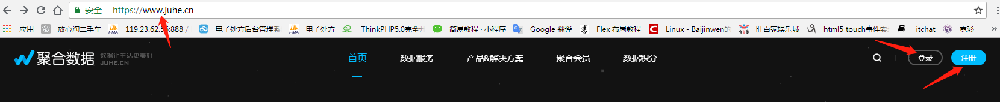 安全 https://www.juhe.cn
应用 放心淘二手车 119.23.62.56:888 / 电子处方后台管理系 电子处方 ThinkPHP5.0完全开 简易教程 · 小程序 Google 翻译 Flex 布局教程 Linux - Baijinwen的 旺百家娱乐城 html5 touch事件实 itchat 霓彩 »
聚合数据 数据让生活更美好 首页 数据服务 产品&解决方案 聚合会员 数据积分 登录 注册
JUHE.CN